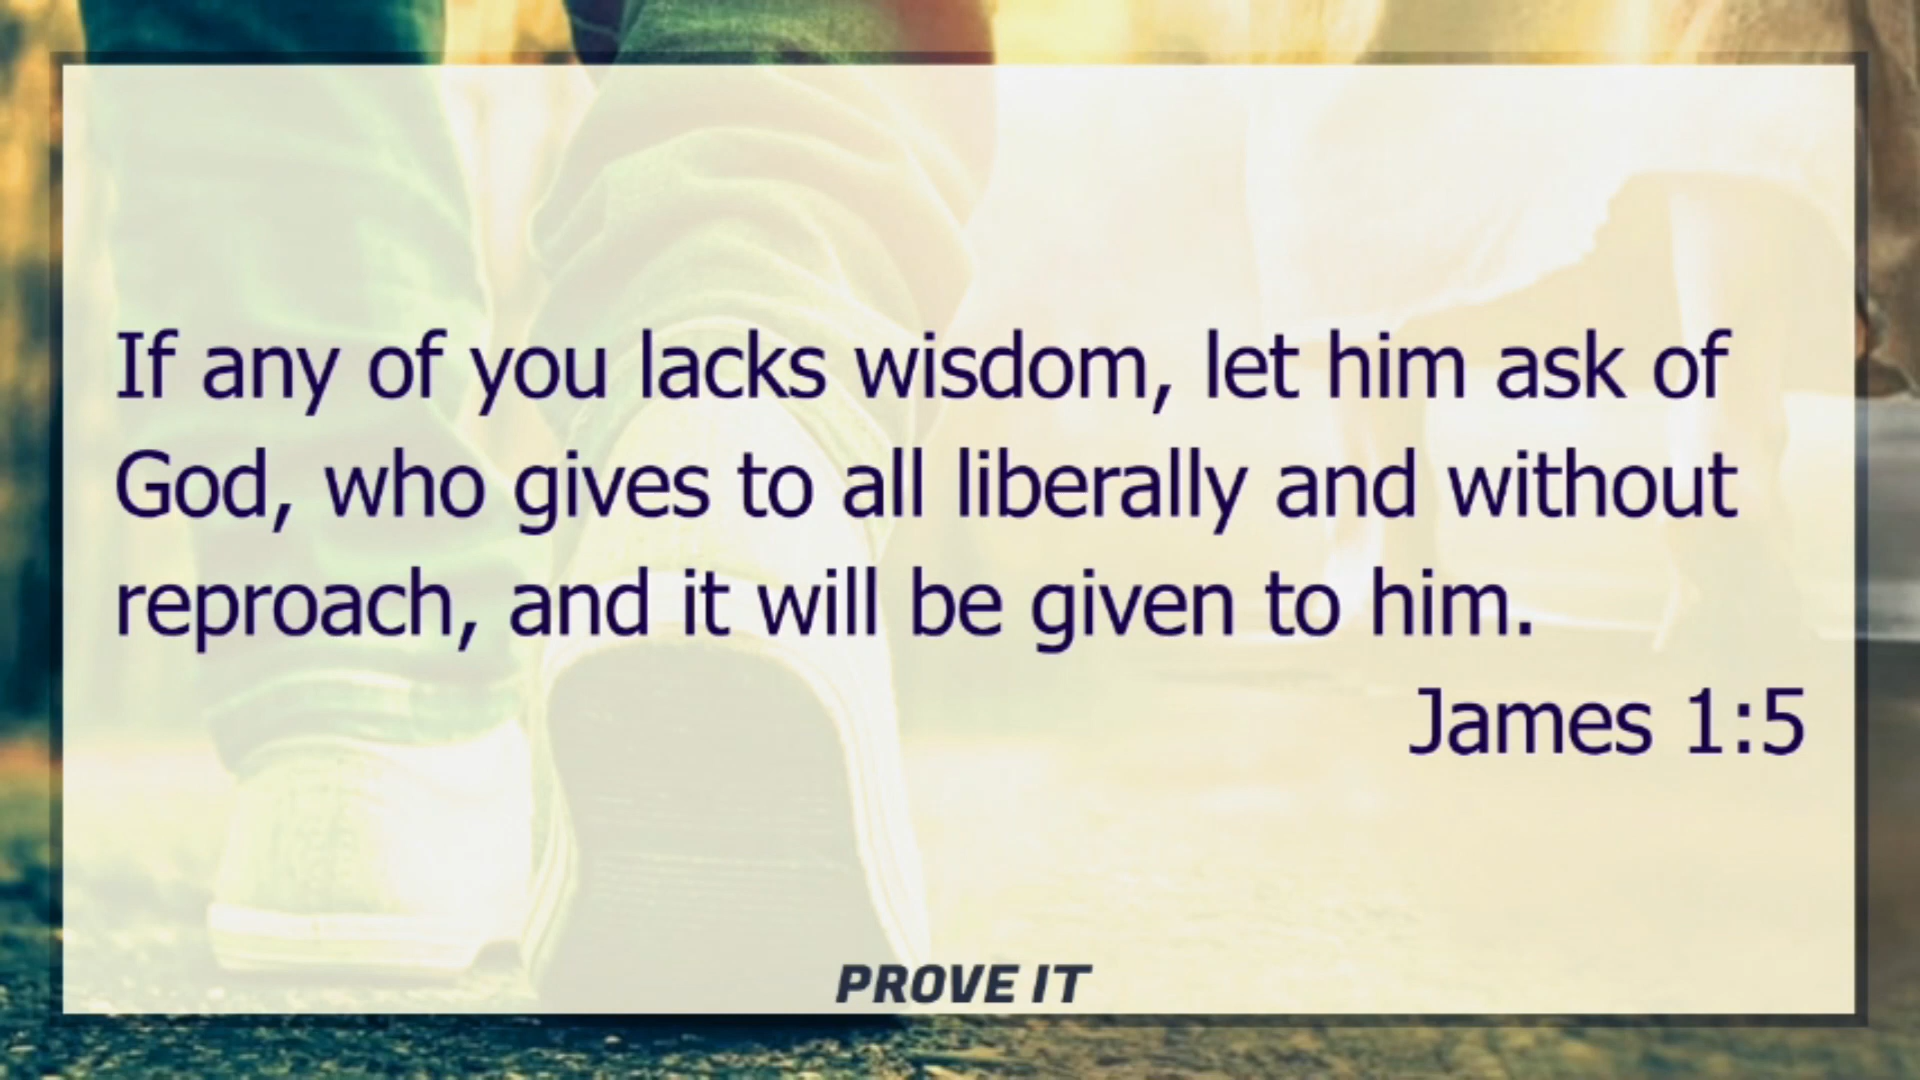 If any of you lacks wisdom, let him ask of
God, who gives to all liberally and without
reproach, and it will be given to him.
James 1:5
PROVE IT